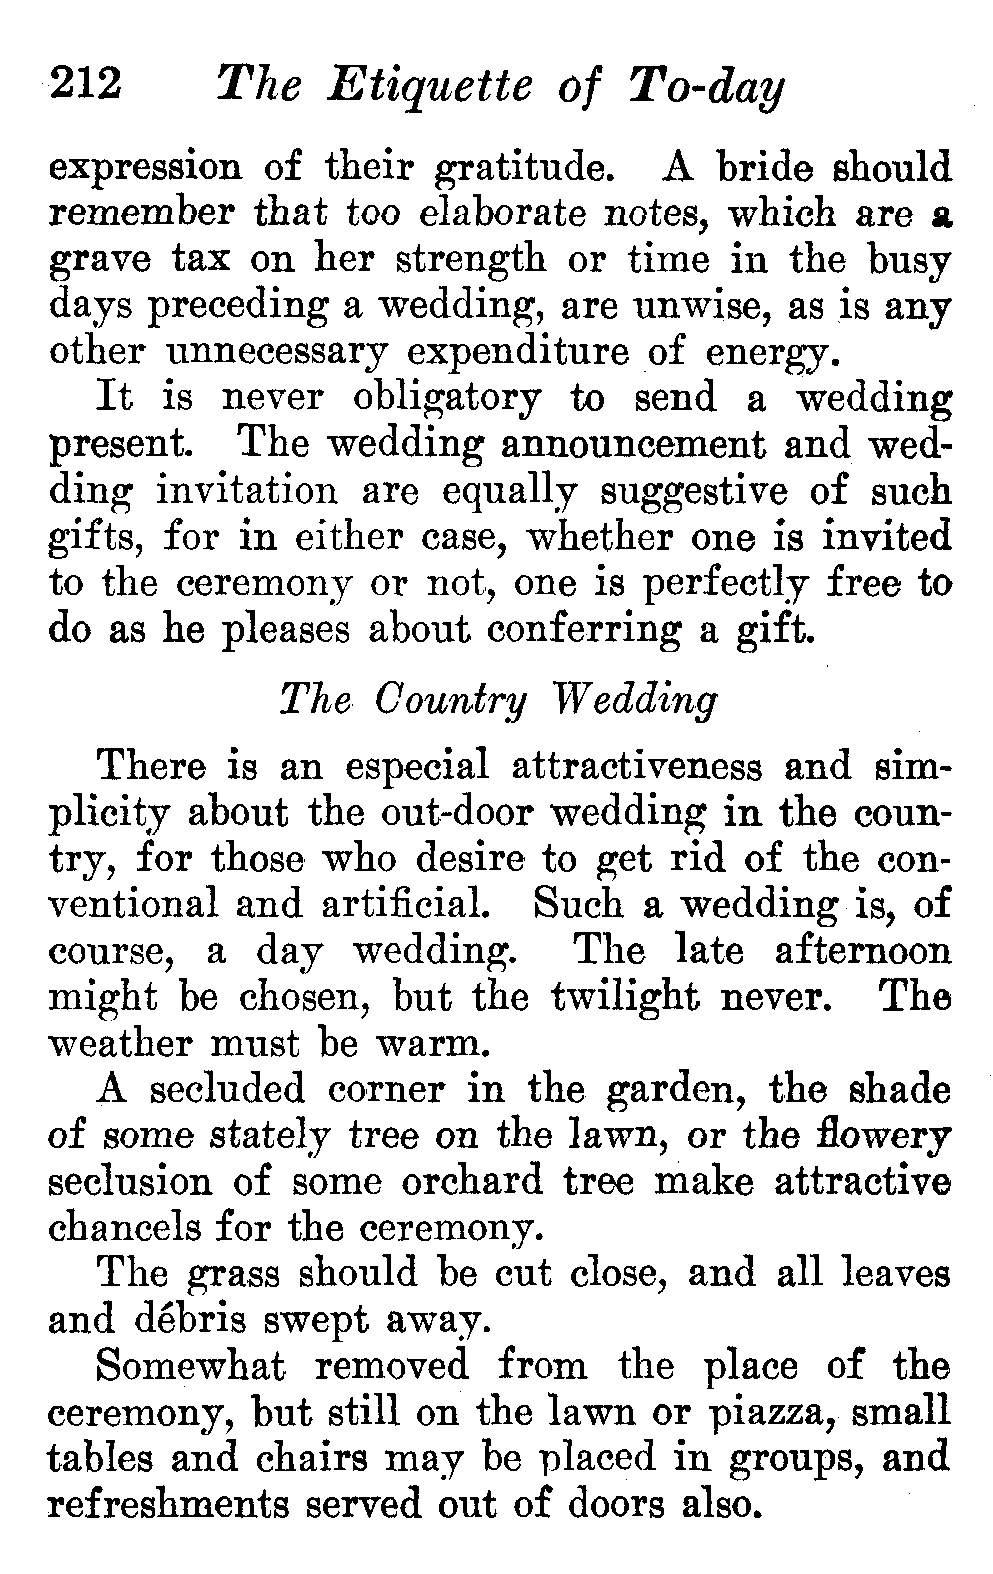 212 The Etiquette of To-day
expression of their gratitude. A bride should
remember that too elaborate notes, which are a
grave tax on her strength or time in the busy
days preceding a wedding, are unwise, as is any
other unnecessary expenditure of energy.
It is never obligatory to send a wedding
present. The wedding announcement and wed-
ding invitation are equally suggestive of such
gifts, for in either case, whether one is invited
to the ceremony or not, one is perfectly free to
do as he pleases about conferring a gift.
The Country Wedding
There is an especial attractiveness and sim-
plicity about the out-door wedding in the coun-
try, for those who desire to get rid of the con-
ventional and artificial. Such a wedding is, of
course, a day wedding. The late afternoon
might be chosen, but the twilight never. The
weather must be warm.
A secluded corner in the garden, the shade
of some stately tree on the lawn, or the flowery
seclusion of some orchard tree make attractive
chancels for the ceremony.
The grass should be cut close, and all leaves
and débris swept away.
Somewhat removed from the place of the
ceremony, but still on the lawn or piazza, small
tables and chairs may be placed in groups, and
refreshments served out of doors also.